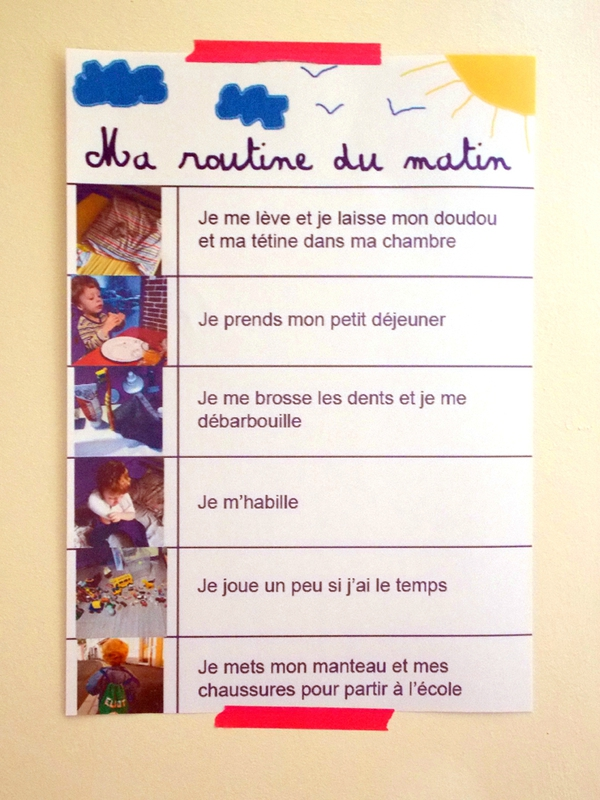 Ma routine du matin
Je me lève et je laisse mon doudou
et ma tétine dans ma chambre
Je prends mon petit déjeuner
Je me brosse les dents et je me
débarbouille
Je m'habille
Je joue un peu si j'ai le temps
Je mets mon manteau et mes
chaussures pour partir à l'école
ELIOT